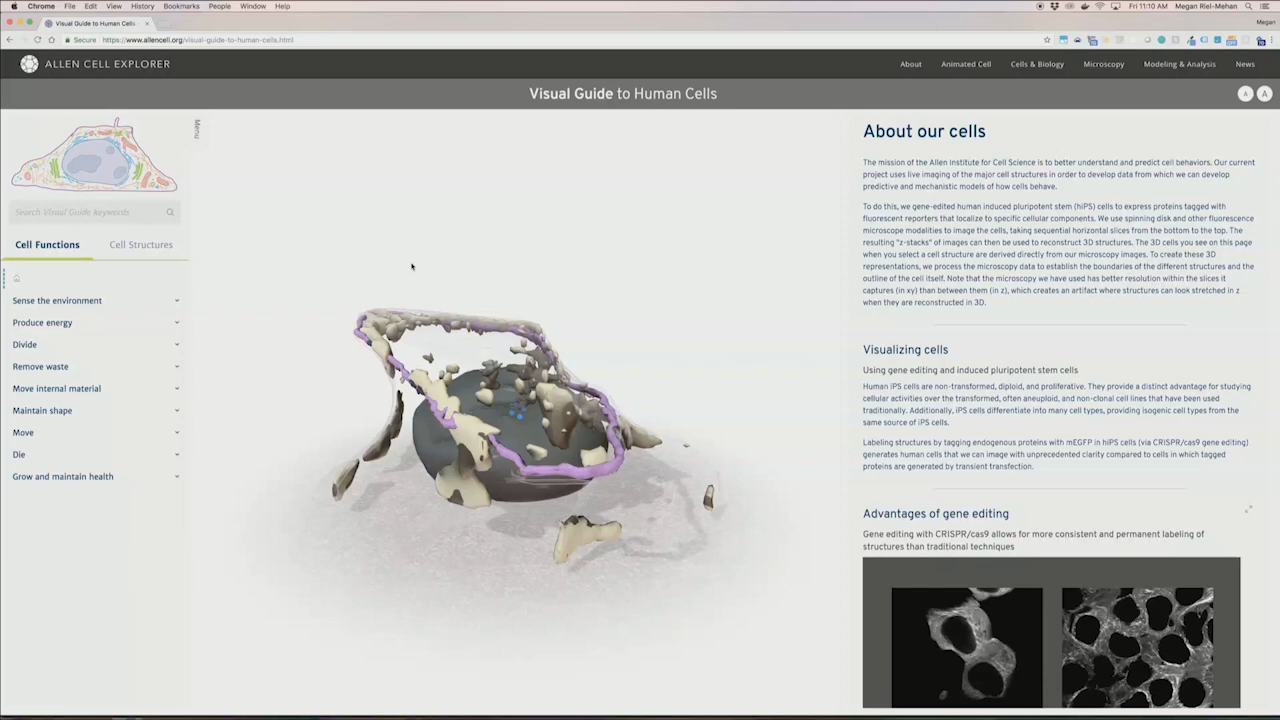 Chrome File Edit View History Bookmarks People Window Help Fri 11:10 AM Megan Riel-Mehan
Visual Guide to Human Cells Megan
Secure https://www.allencell.org/visual-guide-to-human-cells.html
ALLEN CELL EXPLORER About Animated Cell Cells & Biology Microscopy Modeling & Analysis News
Visual Guide to Human Cells A A
Menu
Search Visual Guide keywords
Cell Functions Cell Structures
Sense the environment
Produce energy
Divide
Remove waste
Move internal material
Maintain shape
Move
Die
Grow and maintain health
About our cells
The mission of the Allen Institute for Cell Science is to better understand and predict cell behaviors. Our current
project uses live imaging of the major cell structures in order to develop data from which we can develop
predictive and mechanistic models of how cells behave.
To do this, we gene-edited human induced pluripotent stem (hiPS) cells to express proteins tagged with
fluorescent reporters that localize to specific cellular components. We use spinning disk and other fluorescence
microscope modalities to image the cells, taking sequential horizontal slices from the bottom to the top. The
resulting "z-stacks" of images can then be used to reconstruct 3D structures. The 3D cells you see on this page
when you select a cell structure are derived directly from our microscopy images. To create these 3D
representations, we process the microscopy data to establish the boundaries of the different structures and the
outline of the cell itself. Note that the microscopy we have used has better resolution within the slices it
captures (in xy) than between them (in z), which creates an artifact where structures can look stretched in z
when they are reconstructed in 3D.
Visualizing cells
Using gene editing and induced pluripotent stem cells
Human iPS cells are non-transformed, diploid, and proliferative. They provide a distinct advantage for studying
cellular activities over the transformed, often aneuploid, and non-clonal cell lines that have been used
traditionally. Additionally, iPS cells differentiate into many cell types, providing isogenic cell types from the
same source of iPS cells.
Labeling structures by tagging endogenous proteins with mEGFP in hiPS cells (via CRISPR/cas9 gene editing)
generates human cells that we can image with unprecedented clarity compared to cells in which tagged
proteins are generated by transient transfection.
Advantages of gene editing
Gene editing with CRISPR/cas9 allows for more consistent and permanent labeling of
structures than traditional techniques